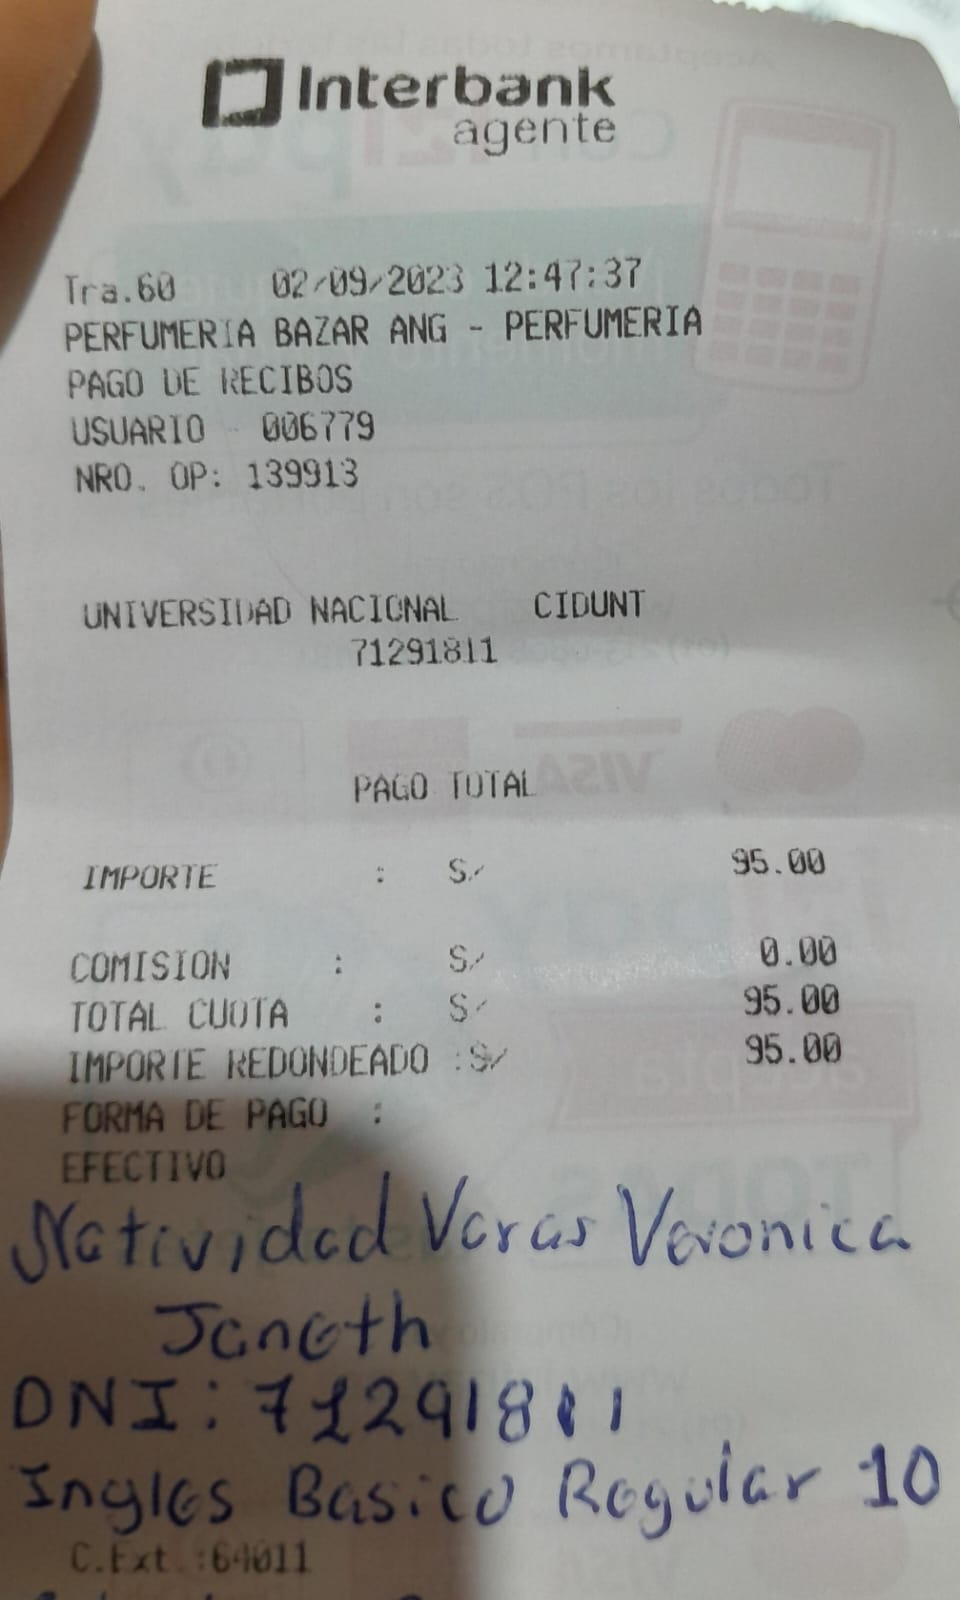 Interbank
agente
Tra.60 02/09/2023 12:47:37
PERFUMERIA BAZAR ANG - PERFUMERIA
PAGO DE RECIBOS
USUARIO 006779
NRO. OP: 139913
UNIVERSIDAD NACIONAL CIDUNT
71291811
PAGO TOTAL
IMPORTE : S/ 95.00
COMISION : S/ 0.00
TOTAL CUOTA : S/ 95.00
IMPORTE REDONDEADO :S/ 95.00
FORMA DE PAGO :
EFECTIVO
Natividad Varas Veronica
Janeth
DNI: 71291811
Ingles Basico Regular 10
C.Ext.:64011